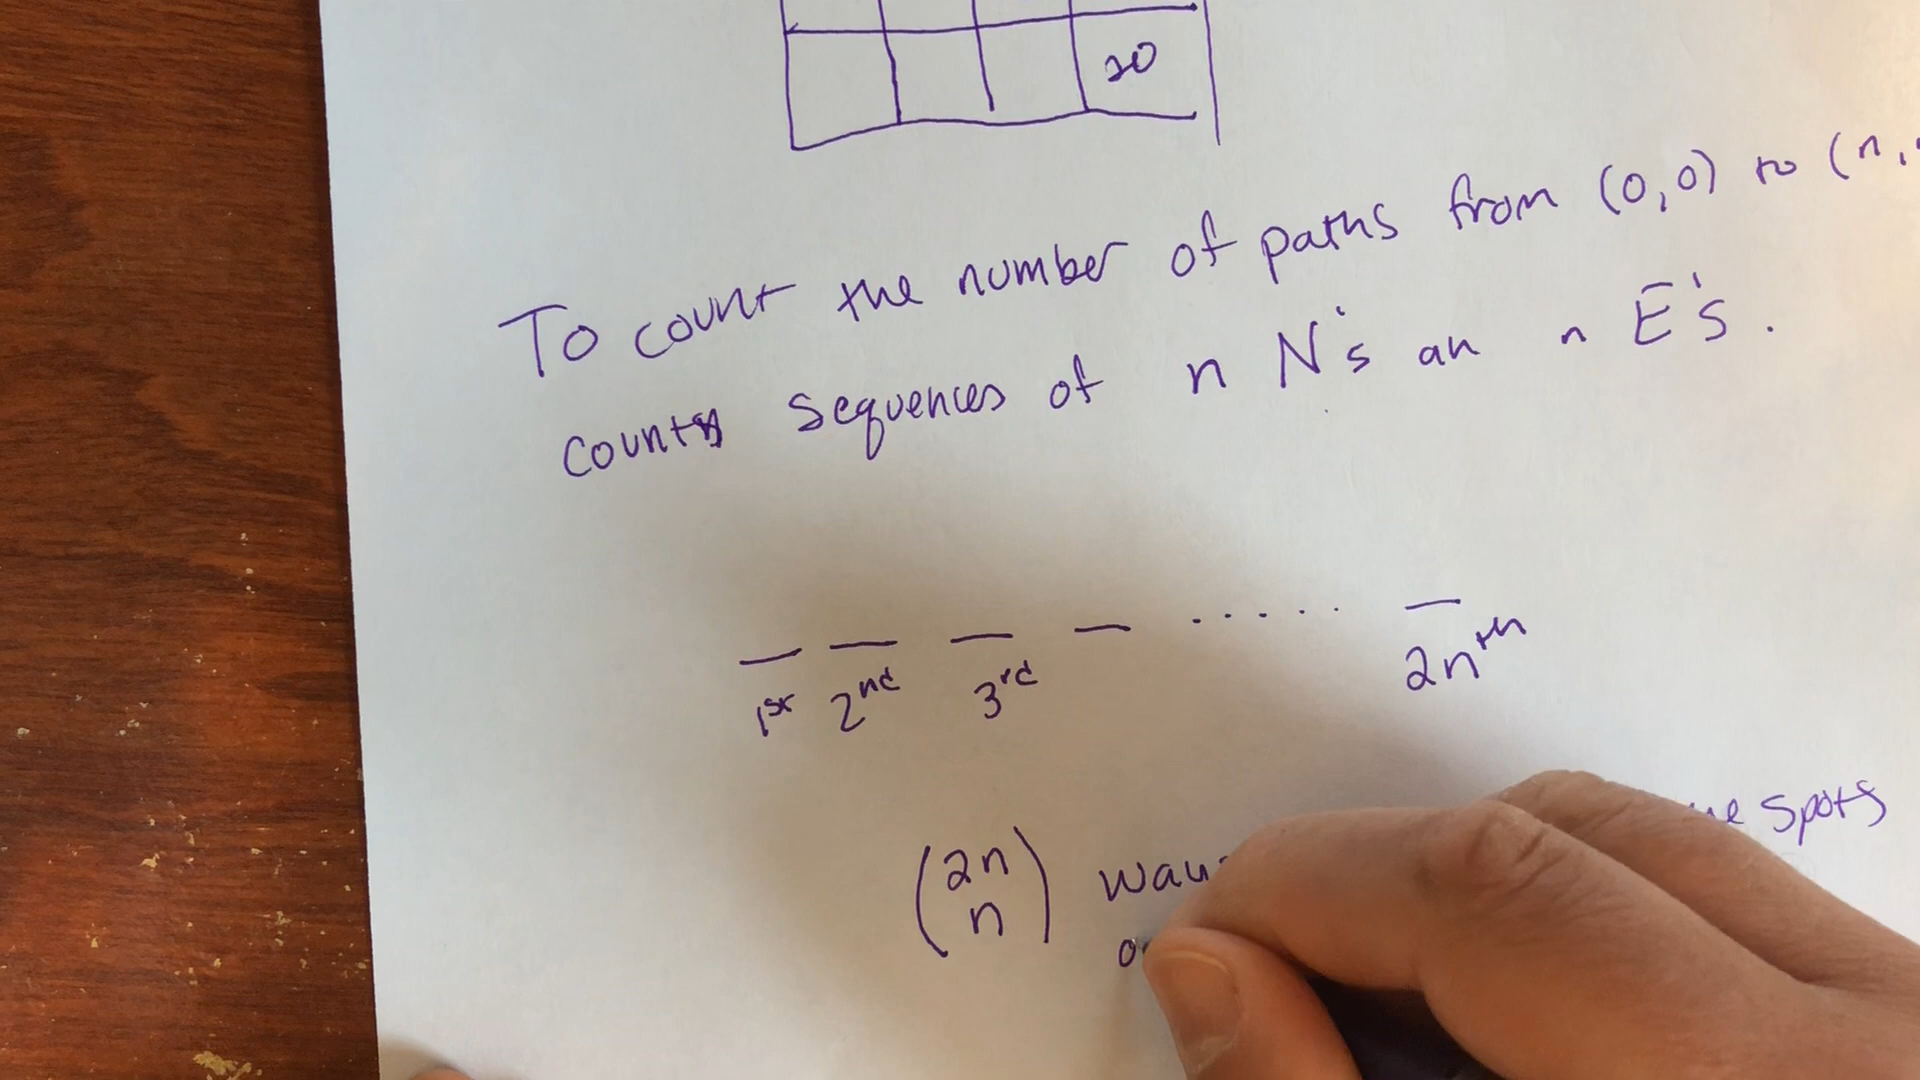 20
To count the number of paths from (0,0) to (n,
count sequences of n N's an n E's.
1st 2nd 3rd ..... 2nth
(2n n) ways spots